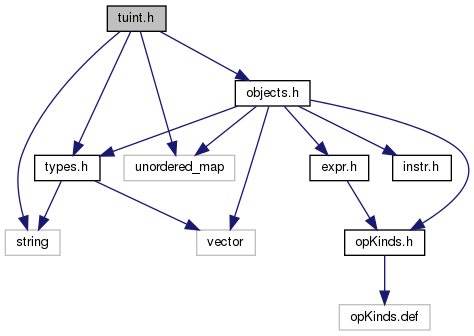 tuint.h
objects.h
types.h
unordered_map
expr.h
instr.h
string
vector
opKinds.h
opKinds.def